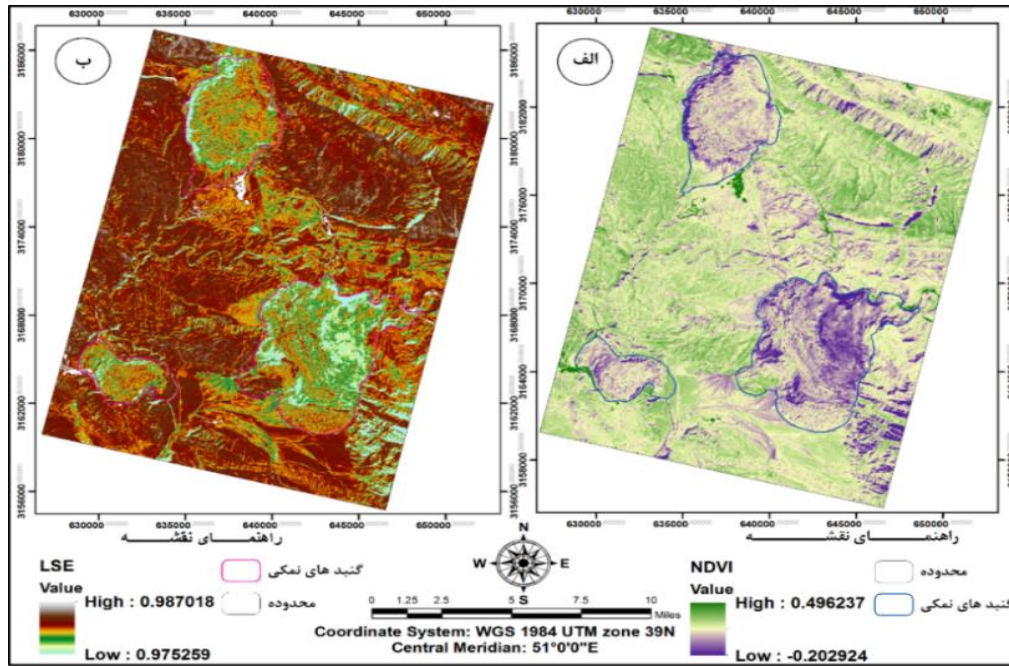 630000 635000 640000 645000 650000
630000 635000 640000 645000 650000
ب
الف
3186000
3180000
3174000
3168000
3162000
3156000
3182000
3176000
3170000
3164000
3158000
630000 635000 640000 645000 650000
630000 635000 640000 645000 650000
راهنمای نقشه
راهنمای نقشه
LSE
Value
High : 0.987018
Low : 0.975259
گنبد های نمکی
محدوده
N
W E
S
0 1.25 2.5 5 7.5 10
Miles
Coordinate System: WGS 1984 UTM zone 39N
Central Meridian: 51°0'0"E
NDVI
Value
High : 0.496237
Low : -0.202924
محدوده
گنبد های نمکی